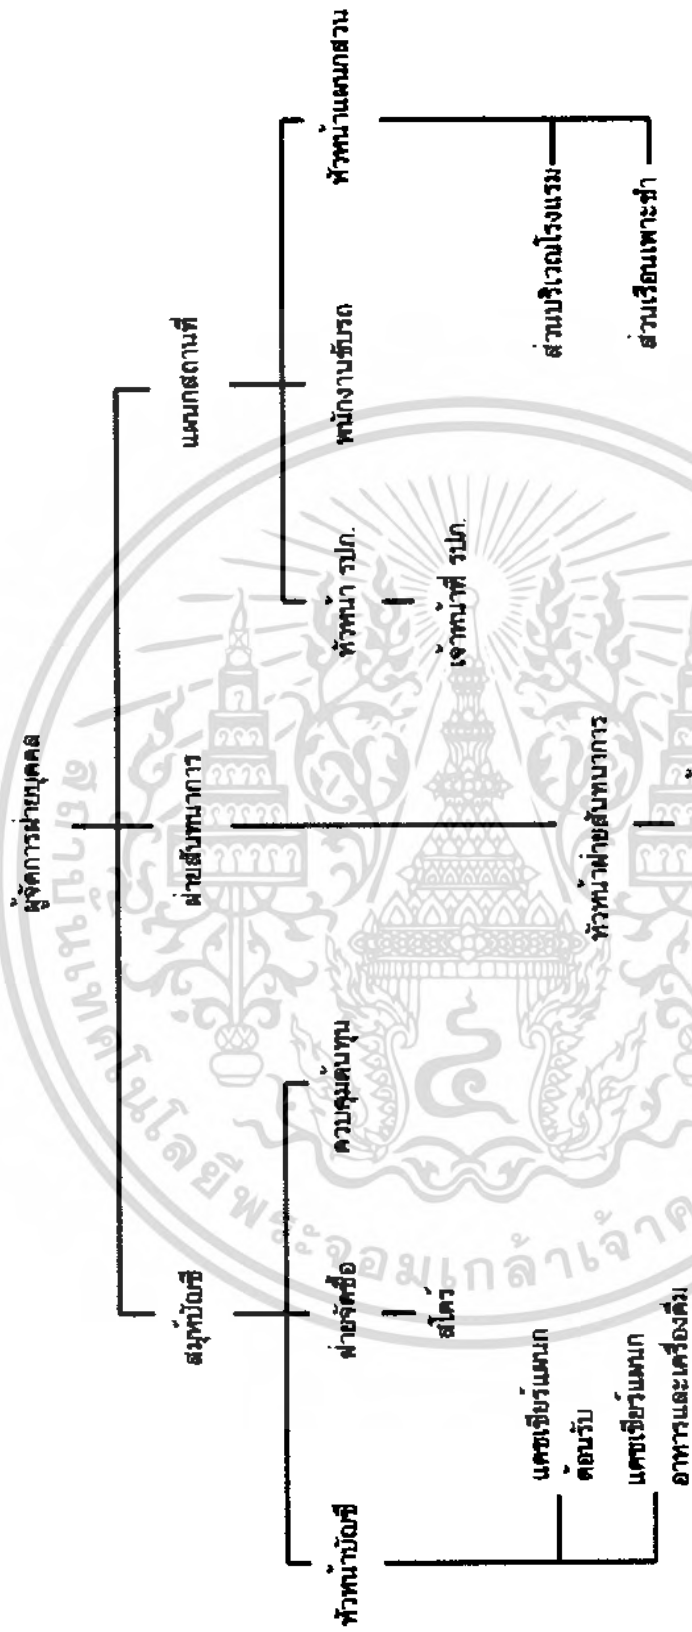 ผู้จัดการฝ่ายบุคคล
สมุห์บัญชี
ฝ่ายสันทนาการ
แผนกสถานที่
หัวหน้าบัญชี
ฝ่ายจัดซื้อ
ควบคุมต้นทุน
หัวหน้า รปภ.
พนักงานขับรถ
หัวหน้าแผนกสวน
สโตร์
เจ้าหน้าที่ รปภ.
แคชเชียร์แผนก
ต้อนรับ
แคชเชียร์แผนก
อาหารและเครื่องดื่ม
หัวหน้าฝ่ายสันทนาการ
สวนบริเวณโรงแรม
สวนเรือนเพาะชำ